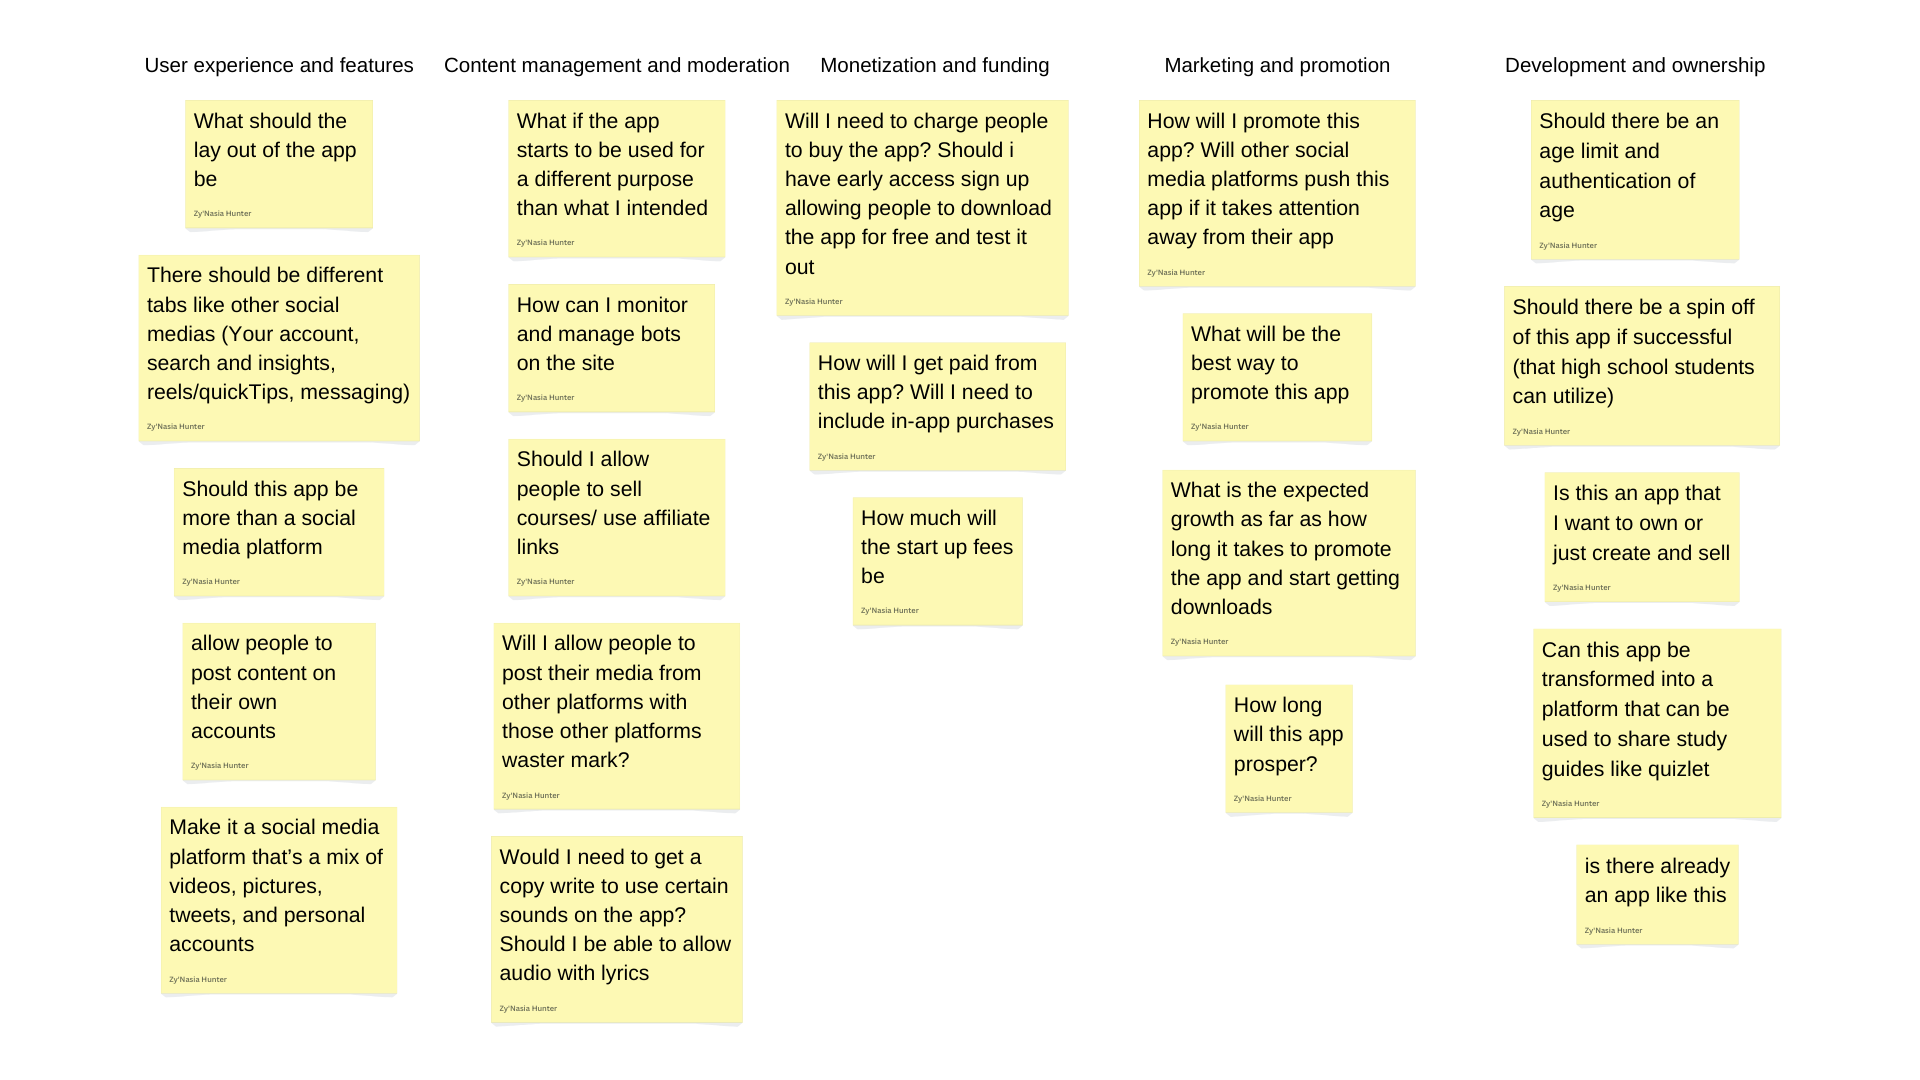 User experience and features
What should the
lay out of the app
be
Zy'Nasia Hunter
There should be different
tabs like other social
medias (Your account,
search and insights,
reels/quickTips, messaging)
Zy'Nasia Hunter
Should this app be
more than a social
media platform
Zy'Nasia Hunter
allow people to
post content on
their own
accounts
Zy'Nasia Hunter
Make it a social media
platform that’s a mix of
videos, pictures,
tweets, and personal
accounts
Zy'Nasia Hunter
Content management and moderation
What if the app
starts to be used for
a different purpose
than what I intended
Zy'Nasia Hunter
How can I monitor
and manage bots
on the site
Zy'Nasia Hunter
Should I allow
people to sell
courses/ use affiliate
links
Zy'Nasia Hunter
Will I allow people to
post their media from
other platforms with
those other platforms
waster mark?
Zy'Nasia Hunter
Would I need to get a
copy write to use certain
sounds on the app?
Should I be able to allow
audio with lyrics
Zy'Nasia Hunter
Monetization and funding
Will I need to charge people
to buy the app? Should i
have early access sign up
allowing people to download
the app for free and test it
out
Zy'Nasia Hunter
How will I get paid from
this app? Will I need to
include in-app purchases
Zy'Nasia Hunter
How much will
the start up fees
be
Zy'Nasia Hunter
Marketing and promotion
How will I promote this
app? Will other social
media platforms push this
app if it takes attention
away from their app
Zy'Nasia Hunter
What will be the
best way to
promote this app
Zy'Nasia Hunter
What is the expected
growth as far as how
long it takes to promote
the app and start getting
downloads
Zy'Nasia Hunter
How long
will this app
prosper?
Zy'Nasia Hunter
Development and ownership
Should there be an
age limit and
authentication of
age
Zy'Nasia Hunter
Should there be a spin off
of this app if successful
(that high school students
can utilize)
Zy'Nasia Hunter
Is this an app that
I want to own or
just create and sell
Zy'Nasia Hunter
Can this app be
transformed into a
platform that can be
used to share study
guides like quizlet
Zy'Nasia Hunter
is there already
an app like this
Zy'Nasia Hunter